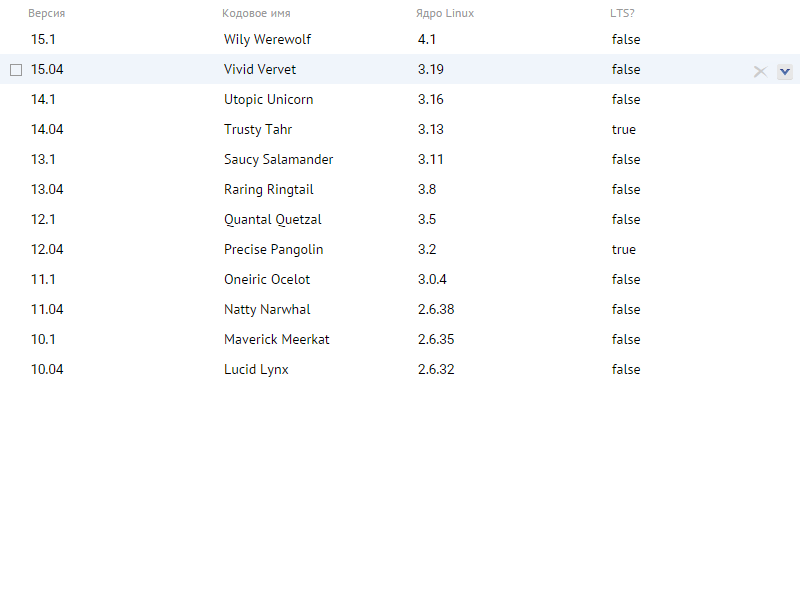 Версия Кодовое имя Ядро Linux LTS?
15.1 Wily Werewolf 4.1 false
15.04 Vivid Vervet 3.19 false
14.1 Utopic Unicorn 3.16 false
14.04 Trusty Tahr 3.13 true
13.1 Saucy Salamander 3.11 false
13.04 Raring Ringtail 3.8 false
12.1 Quantal Quetzal 3.5 false
12.04 Precise Pangolin 3.2 true
11.1 Oneiric Ocelot 3.0.4 false
11.04 Natty Narwhal 2.6.38 false
10.1 Maverick Meerkat 2.6.35 false
10.04 Lucid Lynx 2.6.32 false